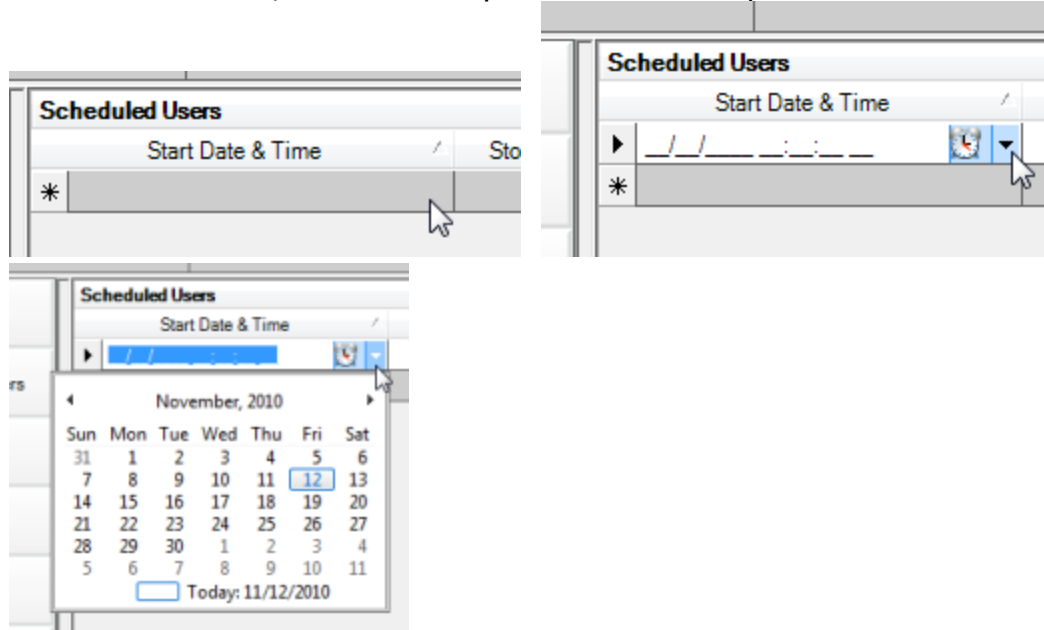 Scheduled Users
Start Date & Time
Sto
*
Scheduled Users
Start Date & Time
__/__/____ __:__:__ __
*
Scheduled Users
Start Date & Time
/ / : :
rs
November, 2010
Sun Mon Tue Wed Thu Fri Sat
31 1 2 3 4 5 6
7 8 9 10 11 12 13
14 15 16 17 18 19 20
21 22 23 24 25 26 27
28 29 30 1 2 3 4
5 6 7 8 9 10 11
Today: 11/12/2010